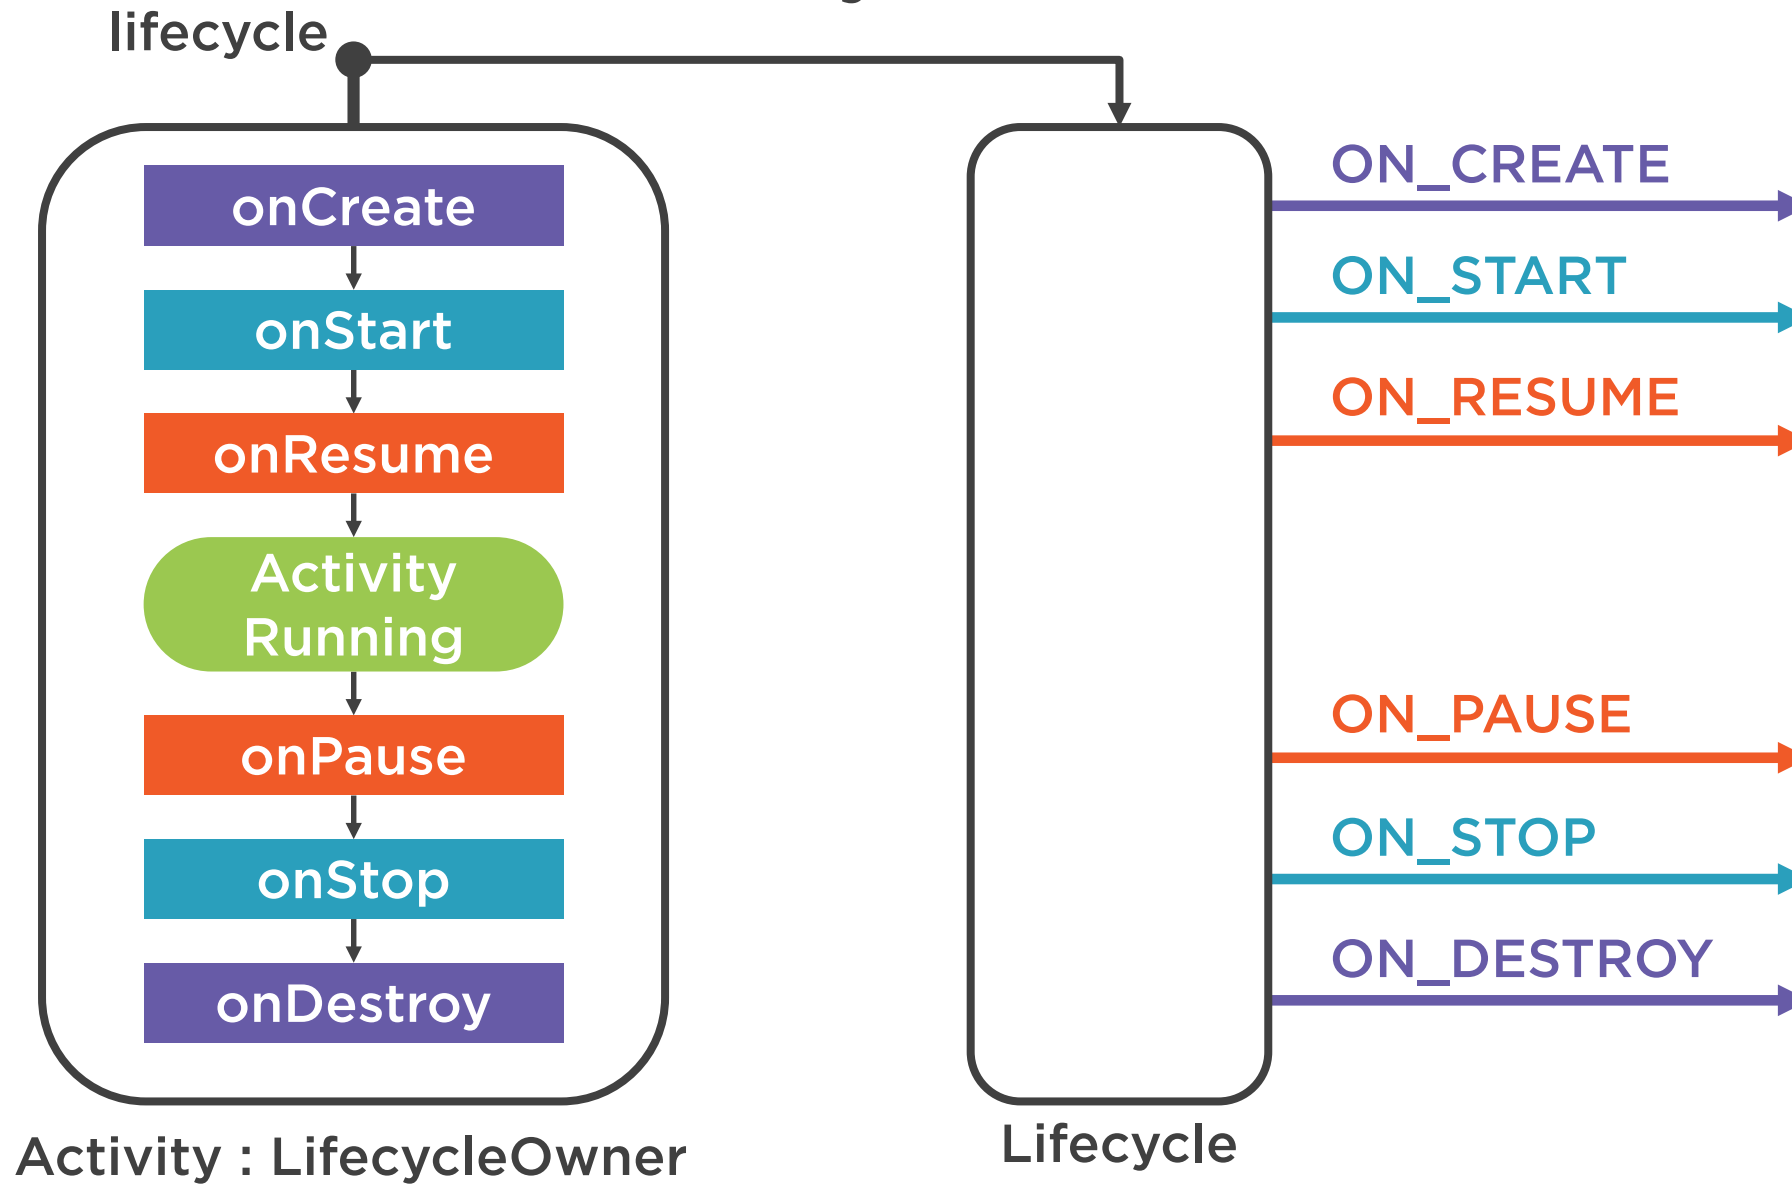 lifecycle
onCreate
onStart
onResume
Activity
Running
onPause
onStop
onDestroy
Activity : LifecycleOwner
ON_CREATE
ON_START
ON_RESUME
ON_PAUSE
ON_STOP
ON_DESTROY
Lifecycle